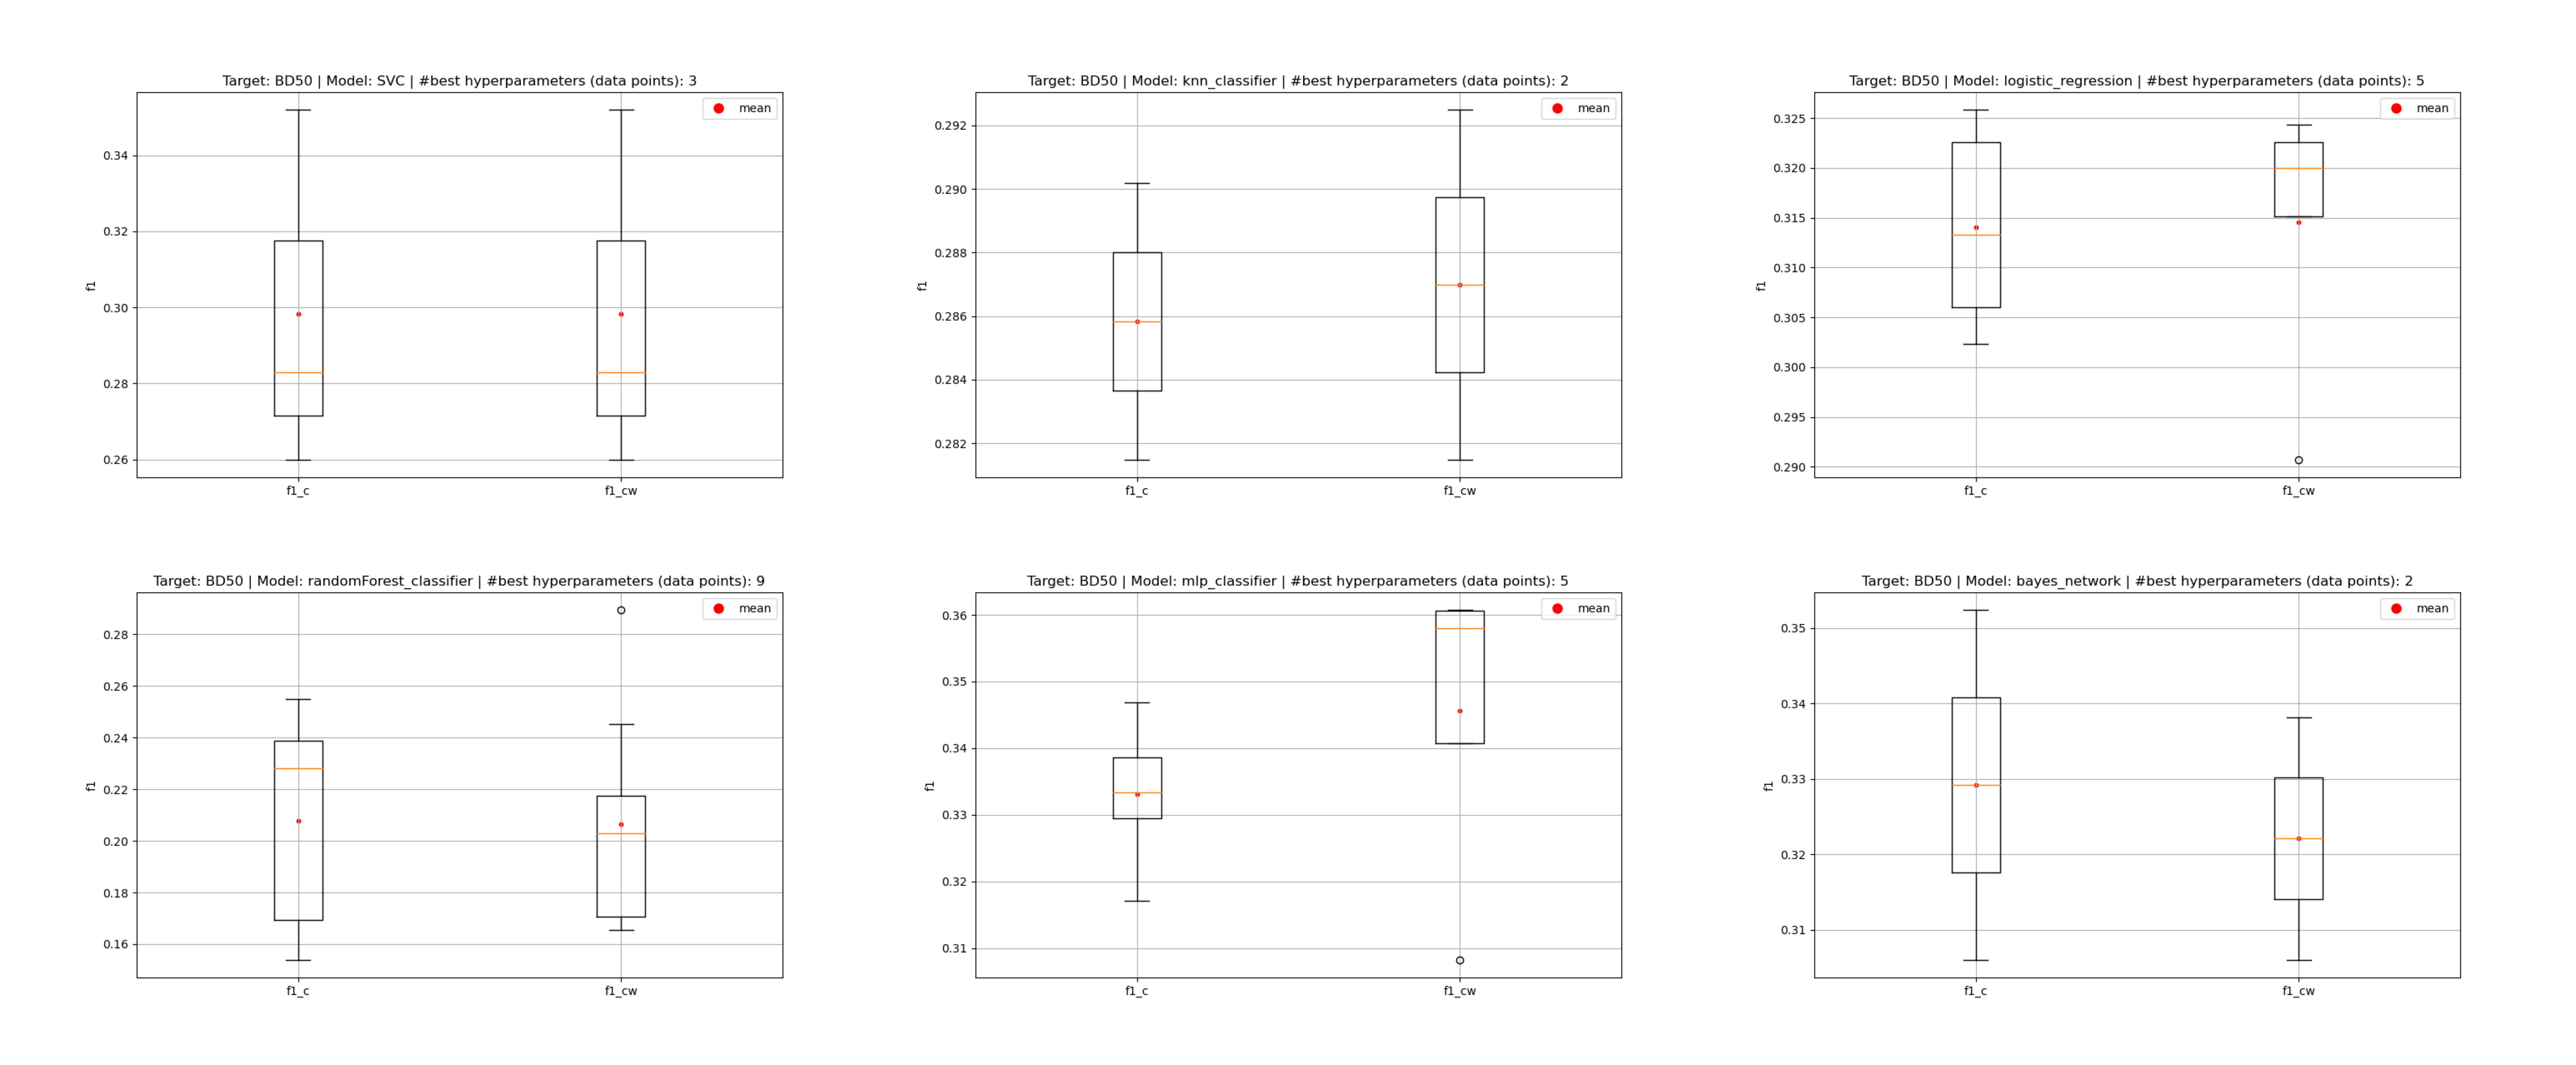 Target: BD50 | Model: SVC | #best hyperparameters (data points): 3
mean
f1
0.34
0.32
0.30
0.28
0.26
f1_c
f1_cw
Target: BD50 | Model: knn_classifier | #best hyperparameters (data points): 2
mean
f1
0.292
0.290
0.288
0.286
0.284
0.282
f1_c
f1_cw
Target: BD50 | Model: logistic_regression | #best hyperparameters (data points): 5
mean
f1
0.325
0.320
0.315
0.310
0.305
0.300
0.295
0.290
f1_c
f1_cw
Target: BD50 | Model: randomForest_classifier | #best hyperparameters (data points): 9
mean
f1
0.28
0.26
0.24
0.22
0.20
0.18
0.16
f1_c
f1_cw
Target: BD50 | Model: mlp_classifier | #best hyperparameters (data points): 5
mean
f1
0.36
0.35
0.34
0.33
0.32
0.31
f1_c
f1_cw
Target: BD50 | Model: bayes_network | #best hyperparameters (data points): 2
mean
f1
0.35
0.34
0.33
0.32
0.31
f1_c
f1_cw